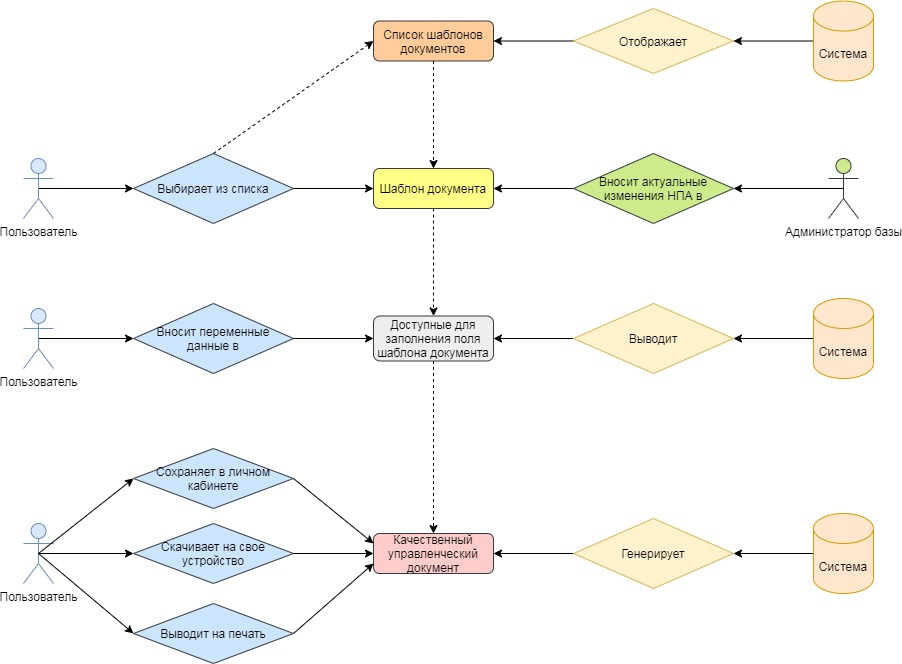 Список шаблонов
документов
Отображает
Система
Пользователь
Выбирает из списка
Шаблон документа
Вносит актуальные
изменения НПА в
Администратор базы
Пользователь
Вносит переменные
данные в
Доступные для
заполнения поля
шаблона документа
Выводит
Система
Сохраняет в личном
кабинете
Пользователь
Скачивает на свое
устройство
Выводит на печать
Качественный
управленческий
документ
Генерирует
Система